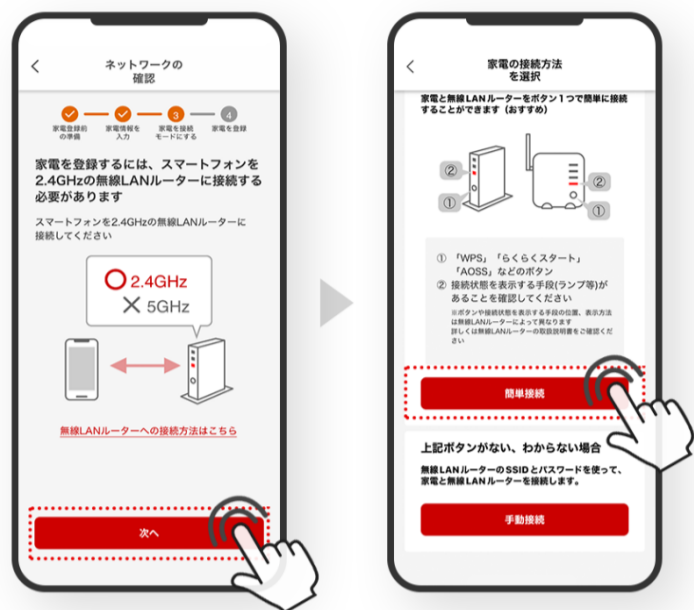 ネットワークの
確認
3
4
家電登録前
の準備
家電情報を
入力
家電を接続
モードにする
家電を登録
家電を登録するには、スマートフォンを
2.4GHzの無線LANルーターに接続する
必要があります
スマートフォンを2.4GHzの無線LANルーターに
接続してください
2.4GHz
5GHz
無線LANルーターへの接続方法はこちら
次へ
家電の接続方法
を選択
家電と無線LANルーターをボタン1つで簡単に接続
することができます（おすすめ）
②
①
②
①
① 「WPS」「らくらくスタート」
「AOSS」などのボタン
② 接続状態を表示する手段(ランプ等)が
あることを確認してください
※ボタンや接続状態を表示する手段の位置、表示方法
は無線LANルーターによって異なります
詳しくは無線LANルーターの取扱説明書をご確認くだ
さい
簡単接続
上記ボタンがない、わからない場合
無線LANルーターのSSIDとパスワードを使って、
家電と無線LANルーターを接続します。
手動接続